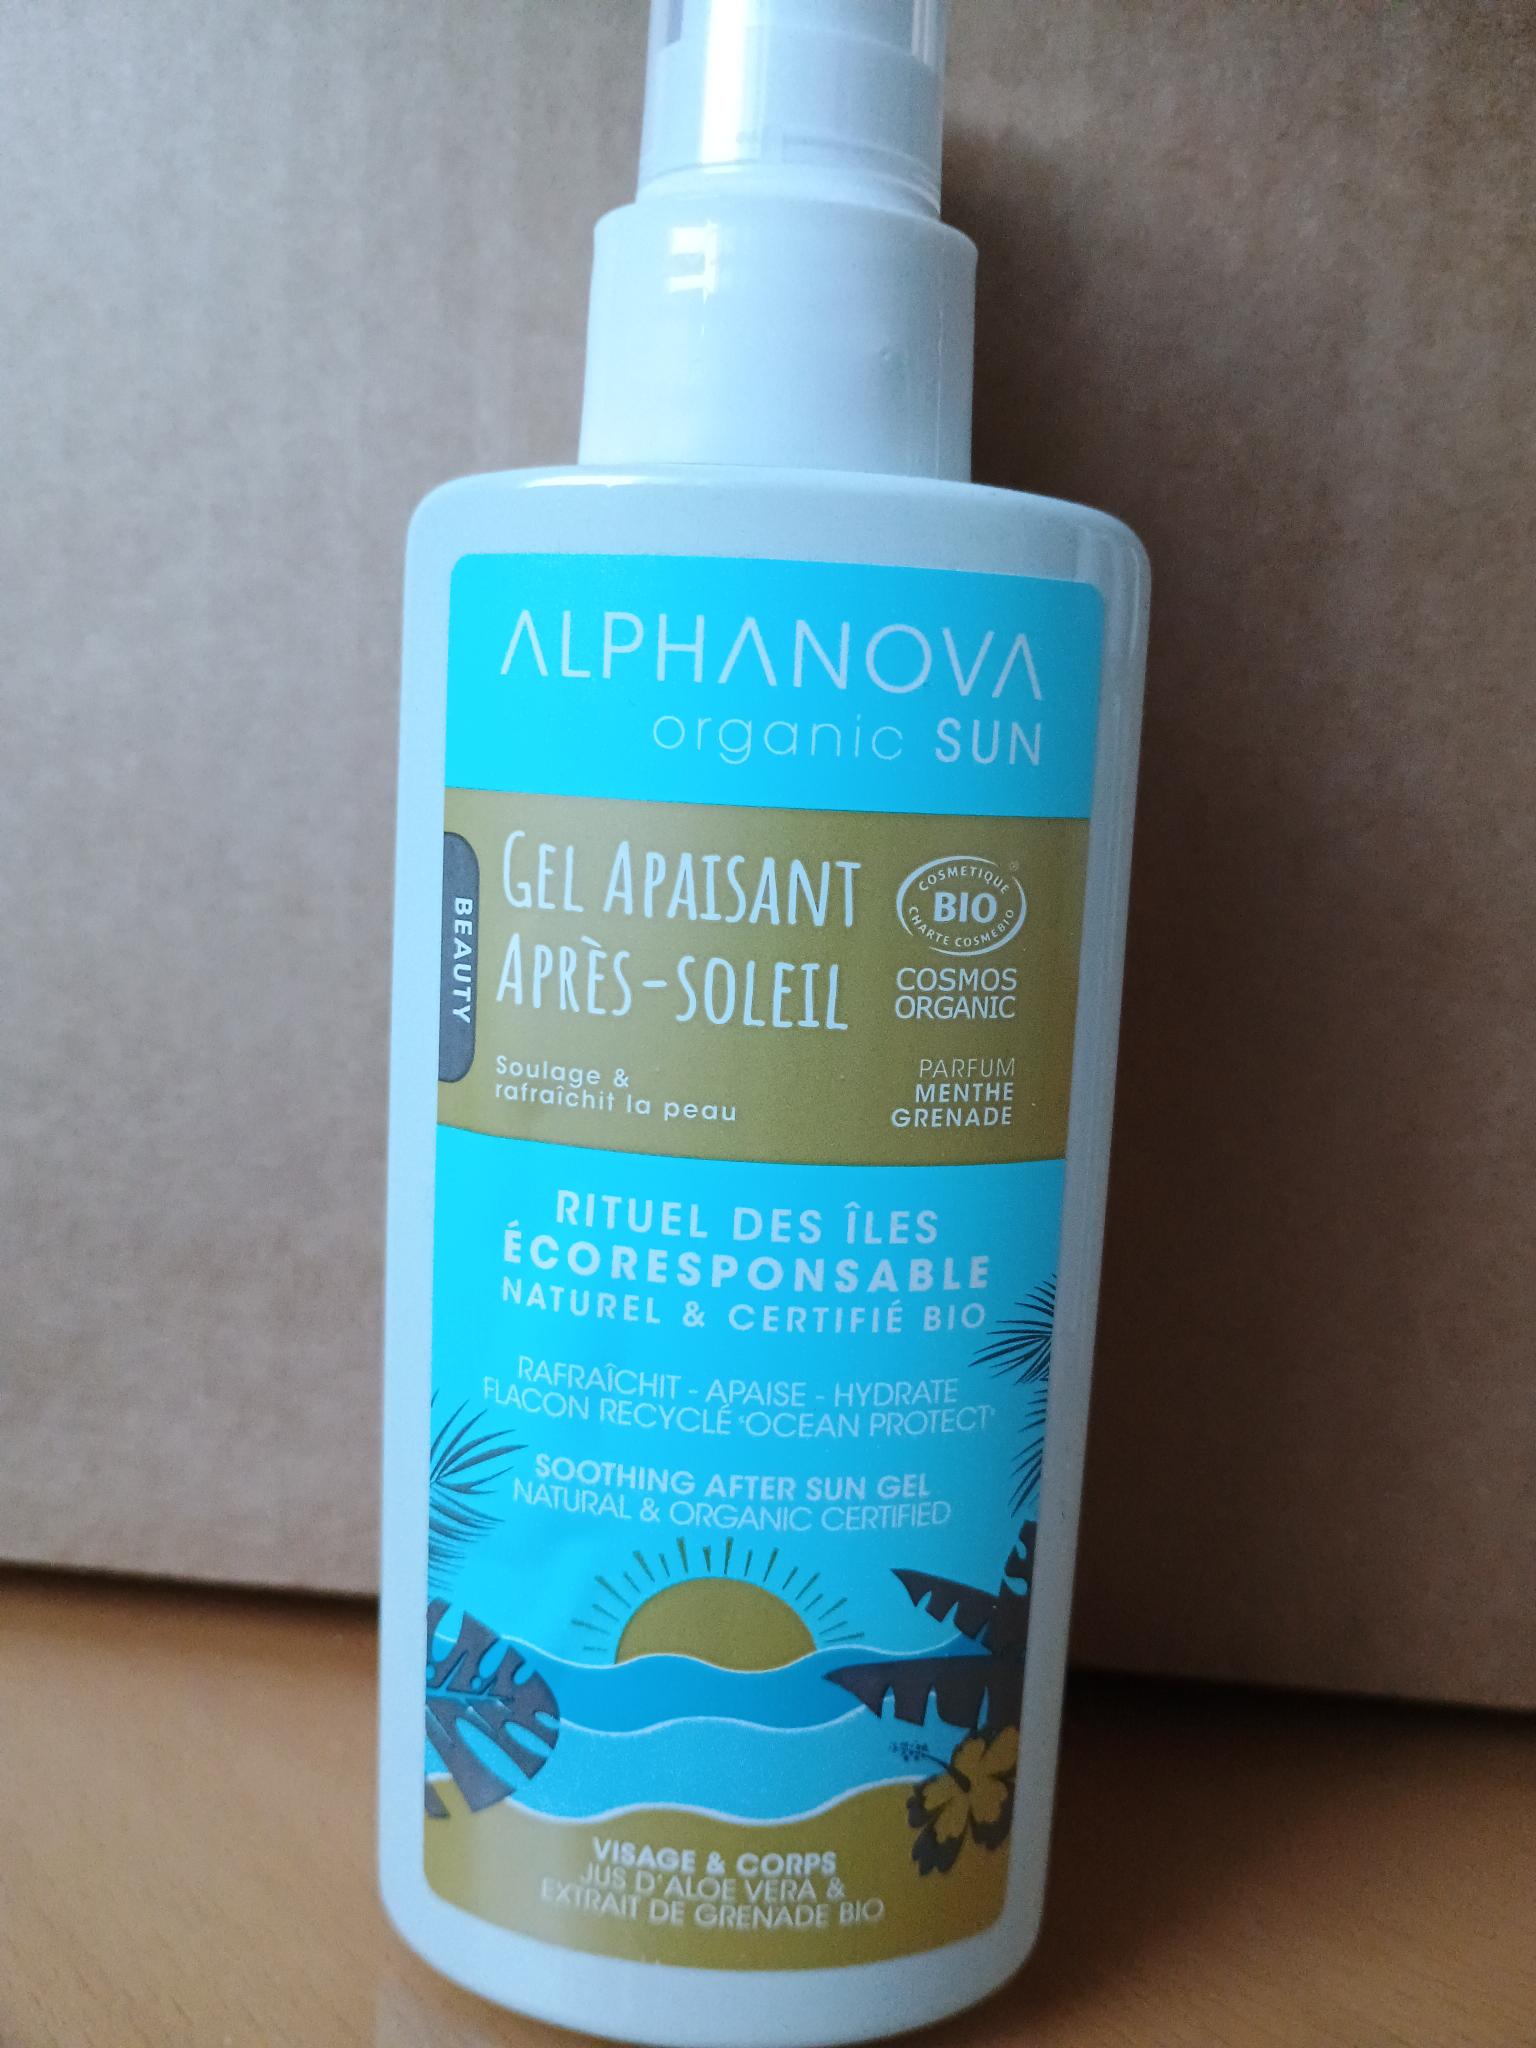 ALPHANOVA
organic SUN
BEAUTY
GEL APAISANT
APRÈS-SOLEIL
Soulage &
rafraîchit la peau
COSMETIQUE
BIO
CHARTE COSMEBIO
®
COSMOS
ORGANIC
PARFUM
MENTHE
GRENADE
RITUEL DES ÎLES
ÉCORESPONSABLE
NATUREL & CERTIFIÉ BIO
RAFRAÎCHIT - APAISE - HYDRATE
FLACON RECYCLÉ 'OCEAN PROTECT'
SOOTHING AFTER SUN GEL
NATURAL & ORGANIC CERTIFIED
VISAGE & CORPS
JUS D'ALOE VERA &
EXTRAIT DE GRENADE BIO